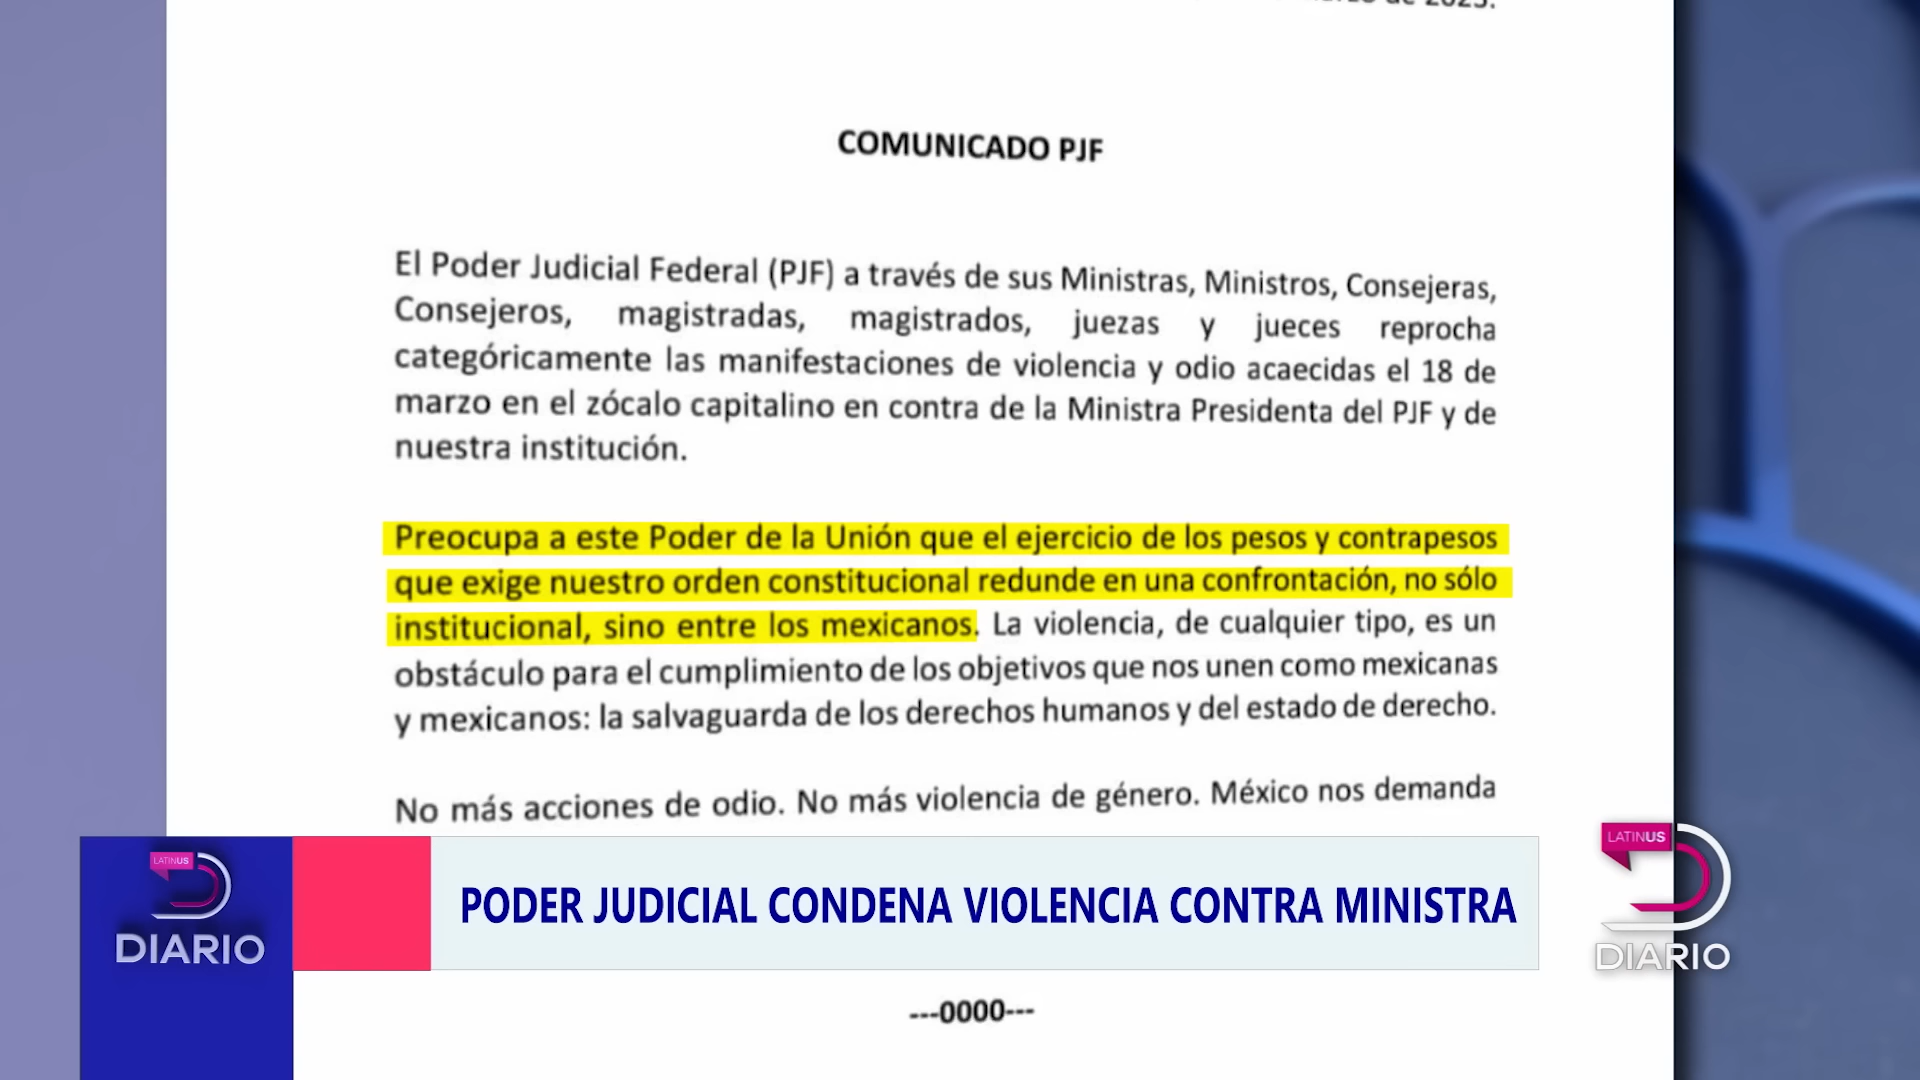 de 2023.
COMUNICADO PJF
El Poder Judicial Federal (PJF) a través de sus Ministras, Ministros, Consejeras,
Consejeros, magistradas, magistrados, juezas y jueces reprocha
categóricamente las manifestaciones de violencia y odio acaecidas el 18 de
marzo en el zócalo capitalino en contra de la Ministra Presidenta del PJF y de
nuestra institución.
Preocupa a este Poder de la Unión que el ejercicio de los pesos y contrapesos
que exige nuestro orden constitucional redunde en una confrontación, no sólo
institucional, sino entre los mexicanos. La violencia, de cualquier tipo, es un
obstáculo para el cumplimiento de los objetivos que nos unen como mexicanas
y mexicanos: la salvaguarda de los derechos humanos y del estado de derecho.
No más acciones de odio. No más violencia de género. México nos demanda
LATINUS
DIARIO
PODER JUDICIAL CONDENA VIOLENCIA CONTRA MINISTRA
LATINUS
DIARIO
---0000---